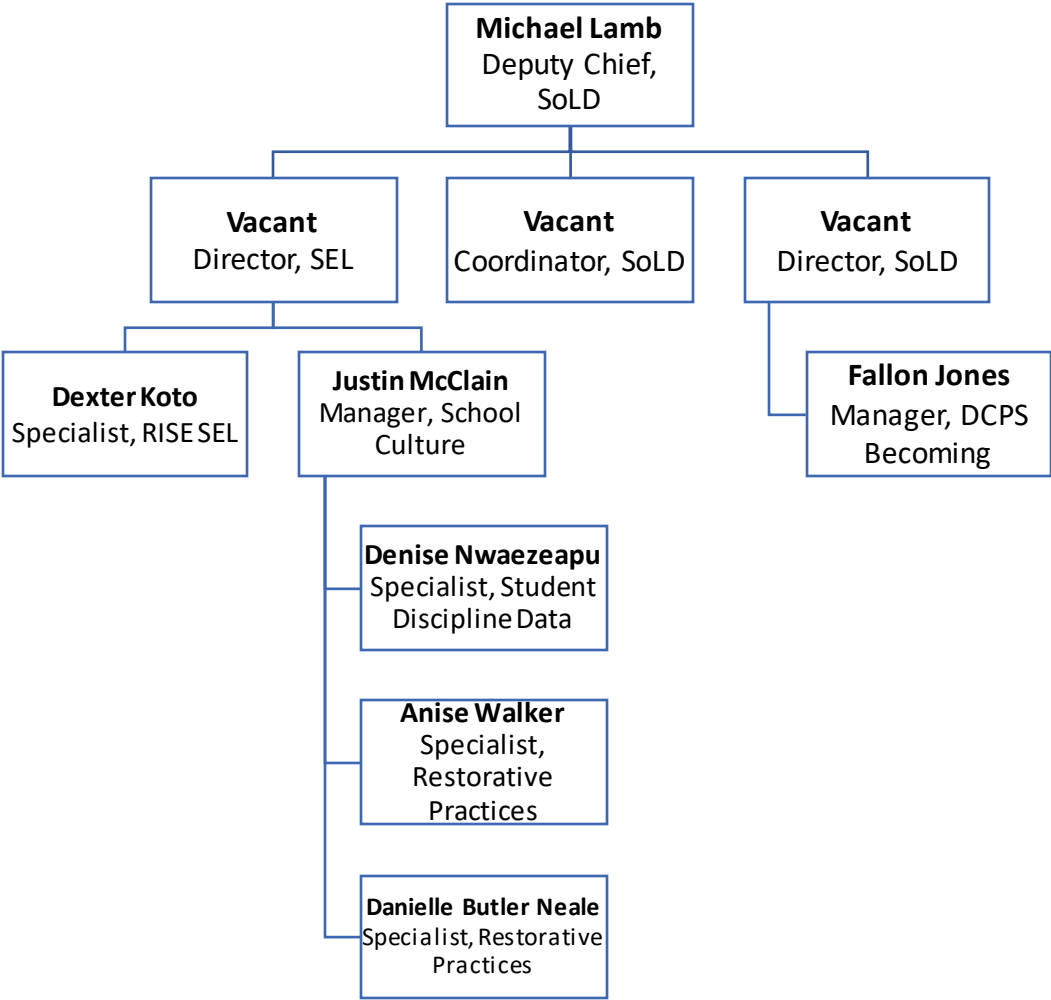 Michael Lamb
Deputy Chief,
SoLD
Vacant
Director, SEL
Vacant
Coordinator, SoLD
Vacant
Director, SoLD
Dexter Koto
Specialist, RISE SEL
Justin McClain
Manager, School
Culture
Fallon Jones
Manager, DCPS
Becoming
Denise Nwaezeapu
Specialist, Student
Discipline Data
Anise Walker
Specialist,
Restorative
Practices
Danielle Butler Neale
Specialist, Restorative
Practices